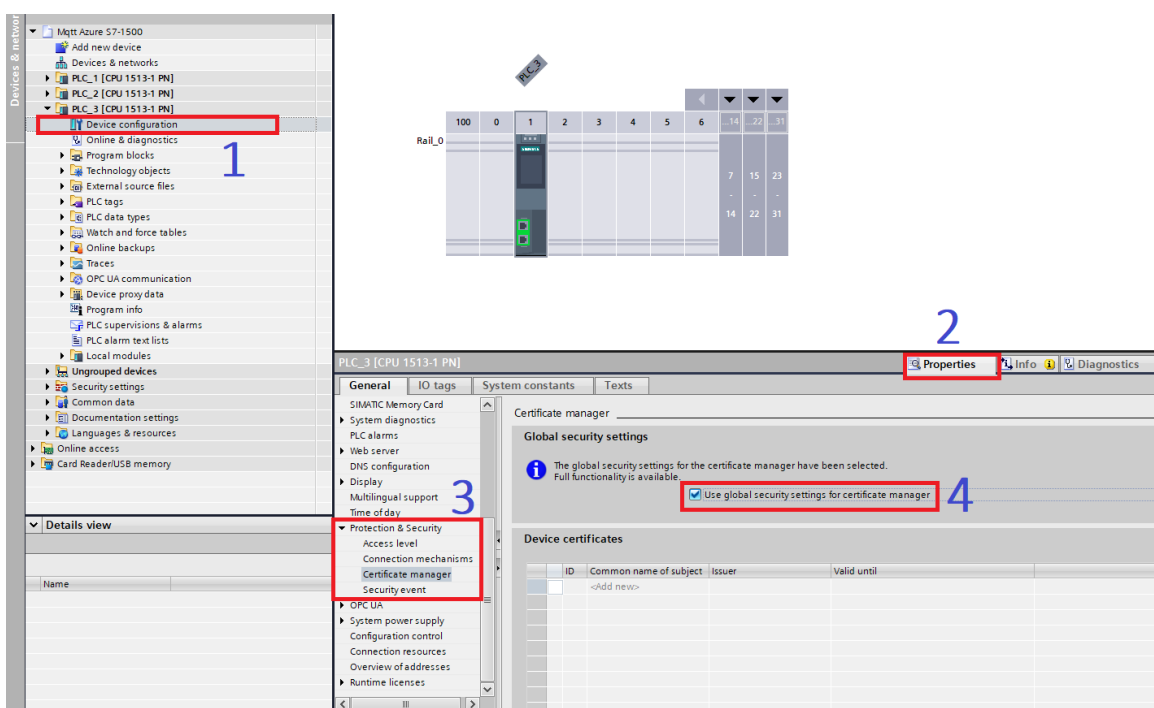 Devices & networ
Mqtt Azure S7-1500
Add new device
Devices & networks
PLC_1 [CPU 1513-1 PN]
PLC_2 [CPU 1513-1 PN]
PLC_3 [CPU 1513-1 PN]
Device configuration
1
Online & diagnostics
Program blocks
Technology objects
External source files
PLC tags
PLC data types
Watch and force tables
Online backups
Traces
OPC UA communication
Device proxy data
Program info
PLC supervisions & alarms
PLC alarm text lists
Local modules
Ungrouped devices
Security settings
Common data
Documentation settings
Languages & resources
Online access
Card Reader/USB memory
Details view
Name
PLC_3
100 0 1 2 3 4 5 6 ...14 ...22 ...31
Rail_0
SIEMENS
7 15 23
- - -
14 22 31
2
PLC_3 [CPU 1513-1 PN]
Properties Info Diagnostics
General IO tags System constants Texts
SIMATIC Memory Card
System diagnostics
PLC alarms
Web server
DNS configuration
Display
Multilingual support
Time of day
3
Protection & Security
Access level
Connection mechanisms
Certificate manager
Security event
OPC UA
System power supply
Configuration control
Connection resources
Overview of addresses
Runtime licenses
Certificate manager
Global security settings
The global security settings for the certificate manager have been selected.
Full functionality is available.
Use global security settings for certificate manager
4
Device certificates
ID Common name of subject Issuer Valid until
<Add new>